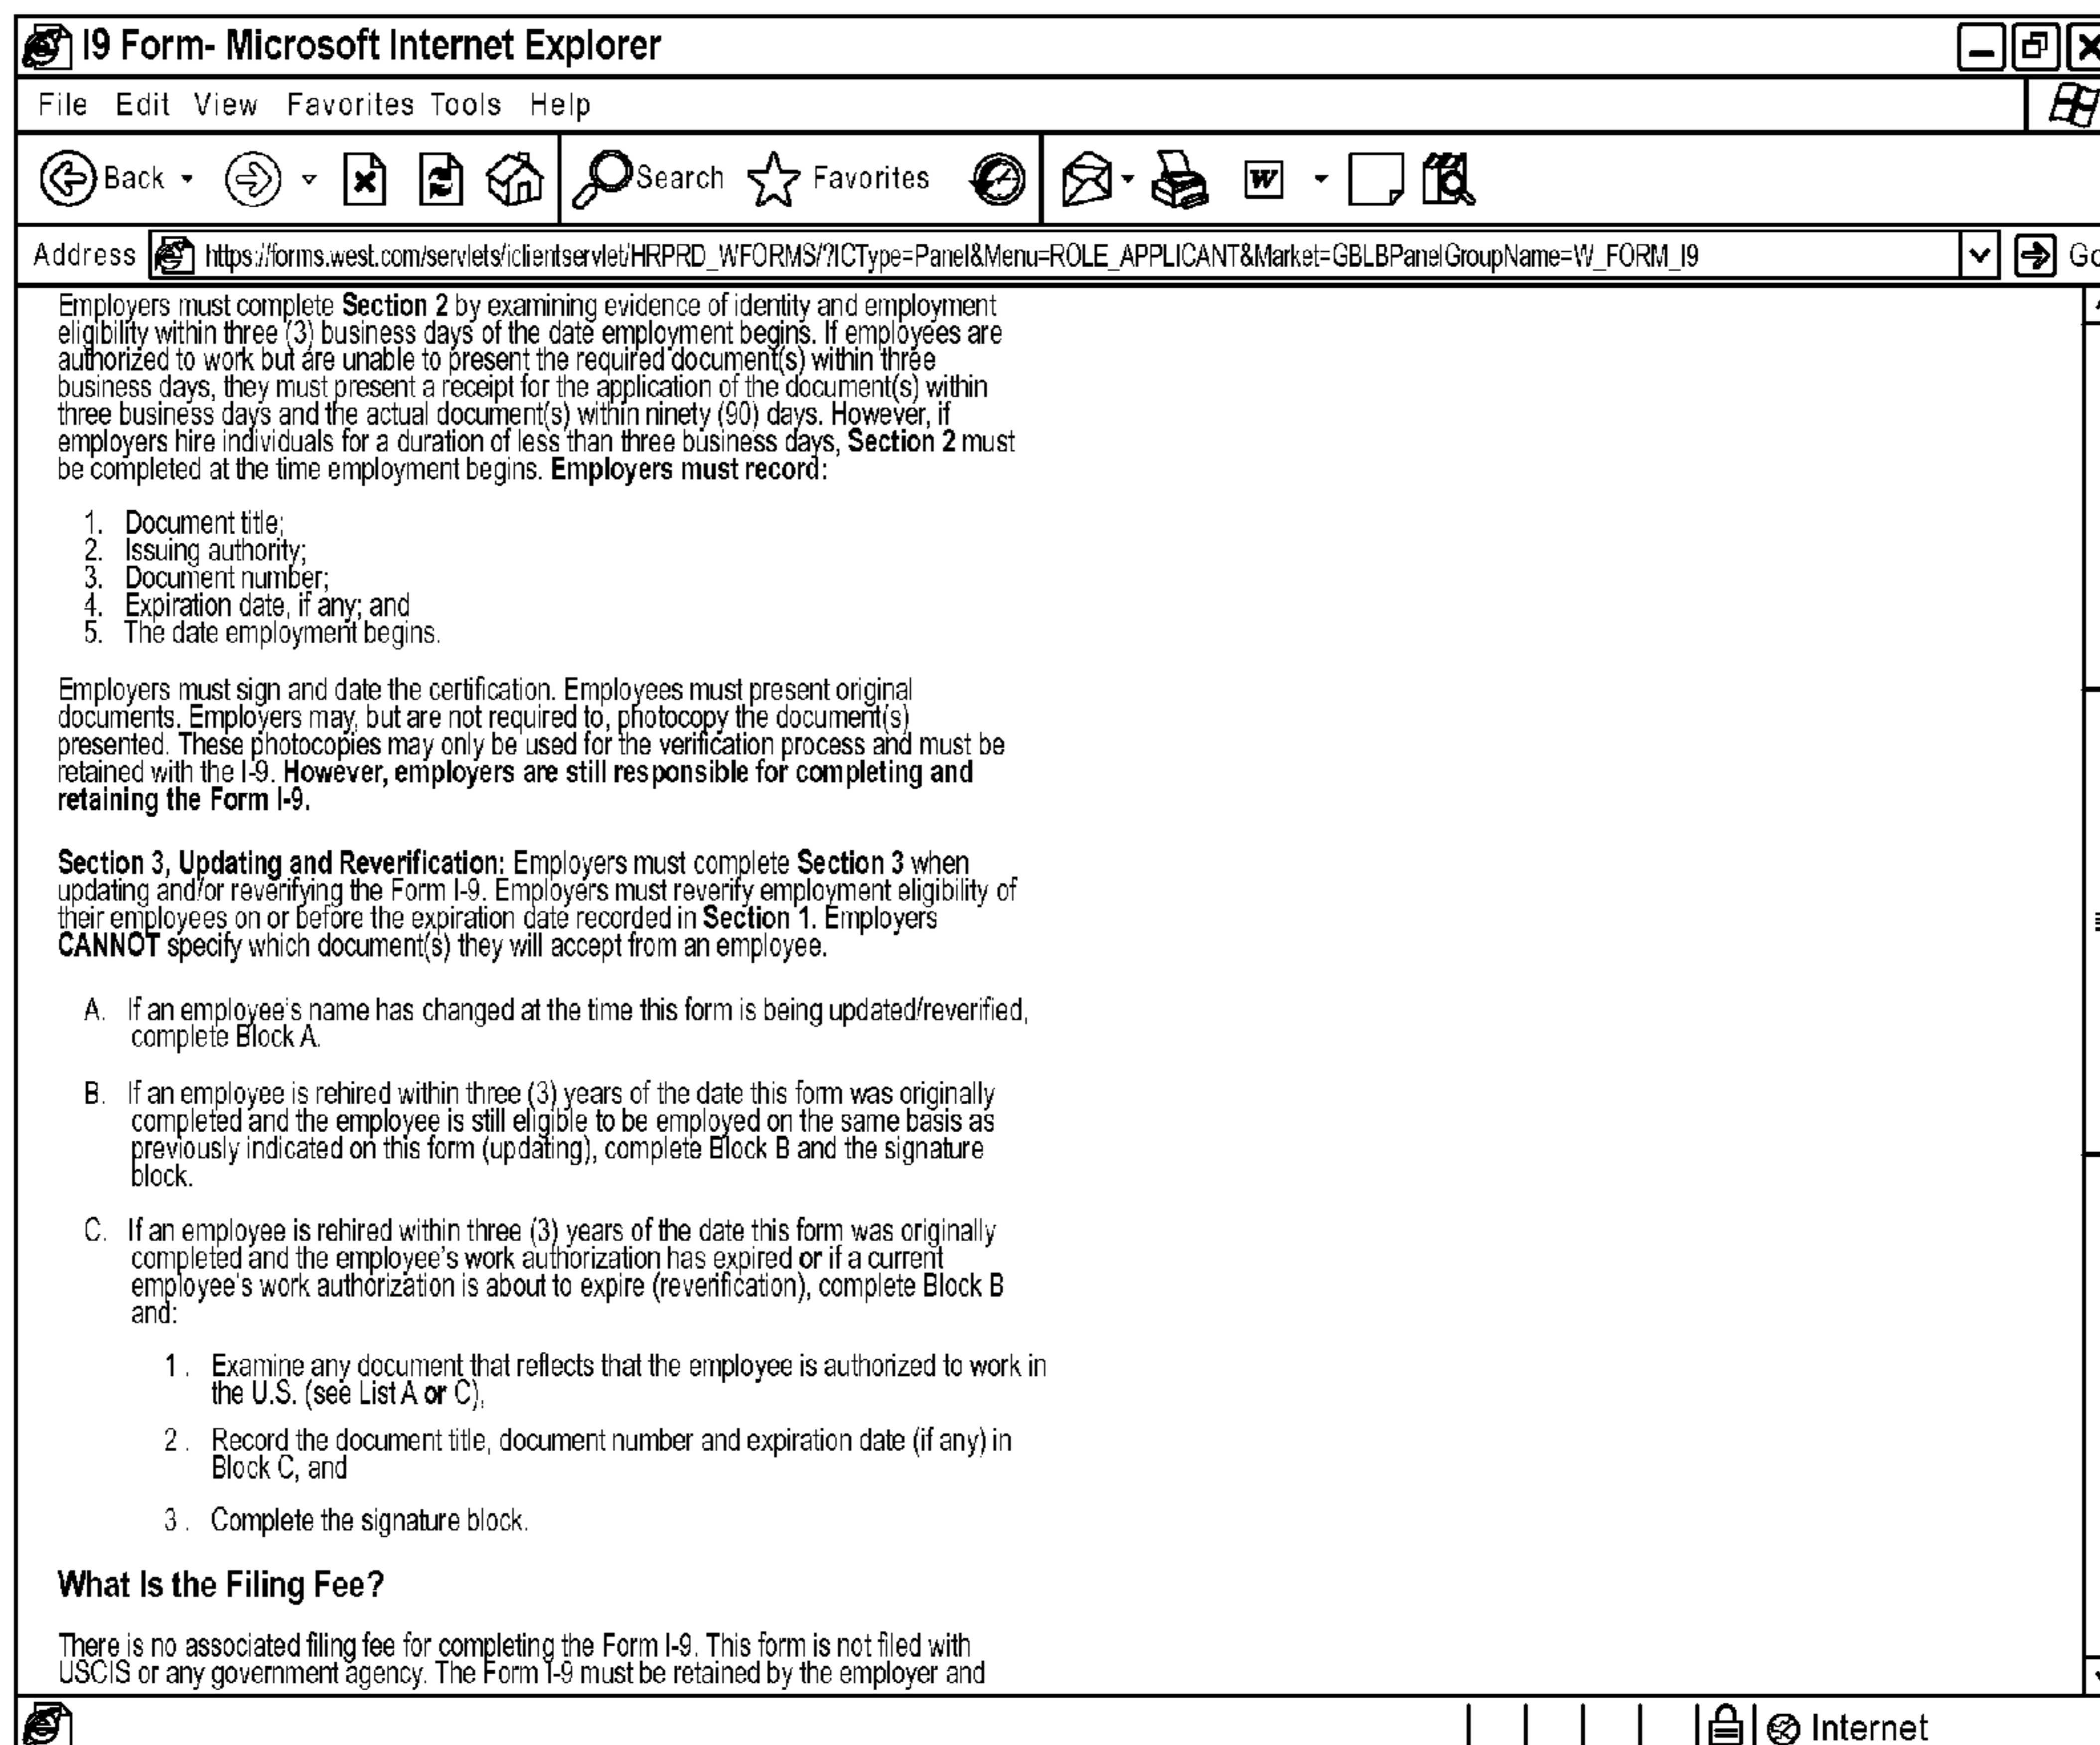 I9 Form- Microsoft Internet Explorer
File Edit View Favorites Tools Help
Back Search Favorites W
Address https://forms.west.com/servlets/iclientservlet/HRPRD_WFORMS/?ICType=Panel&Menu=ROLE_APPLICANT&Market=GBLBPanelGroupName=W_FORM_I9 Go
Employers must complete Section 2 by examining evidence of identity and employment
eligibility within three (3) business days of the date employment begins. If employees are
authorized to work but are unable to present the required document(s) within three
business days, they must present a receipt for the application of the document(s) within
three business days and the actual document(s) within ninety (90) days. However, if
employers hire individuals for a duration of less than three business days, Section 2 must
be completed at the time employment begins. Employers must record:
1. Document title;
2. Issuing authority;
3. Document number;
4. Expiration date, if any; and
5. The date employment begins.
Employers must sign and date the certification. Employees must present original
documents. Employers may, but are not required to, photocopy the document(s)
presented. These photocopies may only be used for the verification process and must be
retained with the I-9. However, employers are still responsible for completing and
retaining the Form I-9.
Section 3, Updating and Reverification: Employers must complete Section 3 when
updating and/or reverifying the Form I-9. Employers must reverify employment eligibility of
their employees on or before the expiration date recorded in Section 1. Employers
CANNOT specify which document(s) they will accept from an employee.
A. If an employee's name has changed at the time this form is being updated/reverified,
complete Block A.
B. If an employee is rehired within three (3) years of the date this form was originally
completed and the employee is still eligible to be employed on the same basis as
previously indicated on this form (updating), complete Block B and the signature
block.
C. If an employee is rehired within three (3) years of the date this form was originally
completed and the employee's work authorization has expired or if a current
employee's work authorization is about to expire (reverification), complete Block B
and:
1. Examine any document that reflects that the employee is authorized to work in
the U.S. (see List A or C),
2. Record the document title, document number and expiration date (if any) in
Block C, and
3. Complete the signature block.
What Is the Filing Fee?
There is no associated filing fee for completing the Form I-9. This form is not filed with
USCIS or any government agency. The Form I-9 must be retained by the employer and
Internet